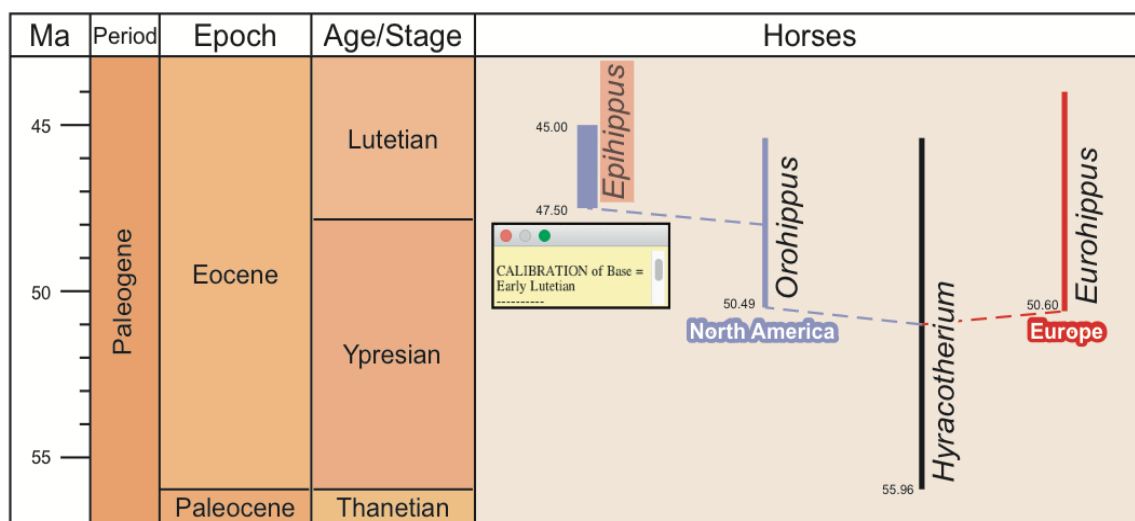 Ma Period Epoch Age/Stage Horses
45
50
55
Paleogene
Eocene
Paleocene
Lutetian
Ypresian
Thanetian
45.00
47.50
Epihippus
CALIBRATION of Base =
Early Lutetian
----------
50.49
Orohippus
North America
55.96
Hyracotherium
50.60
Eurohippus
Europe